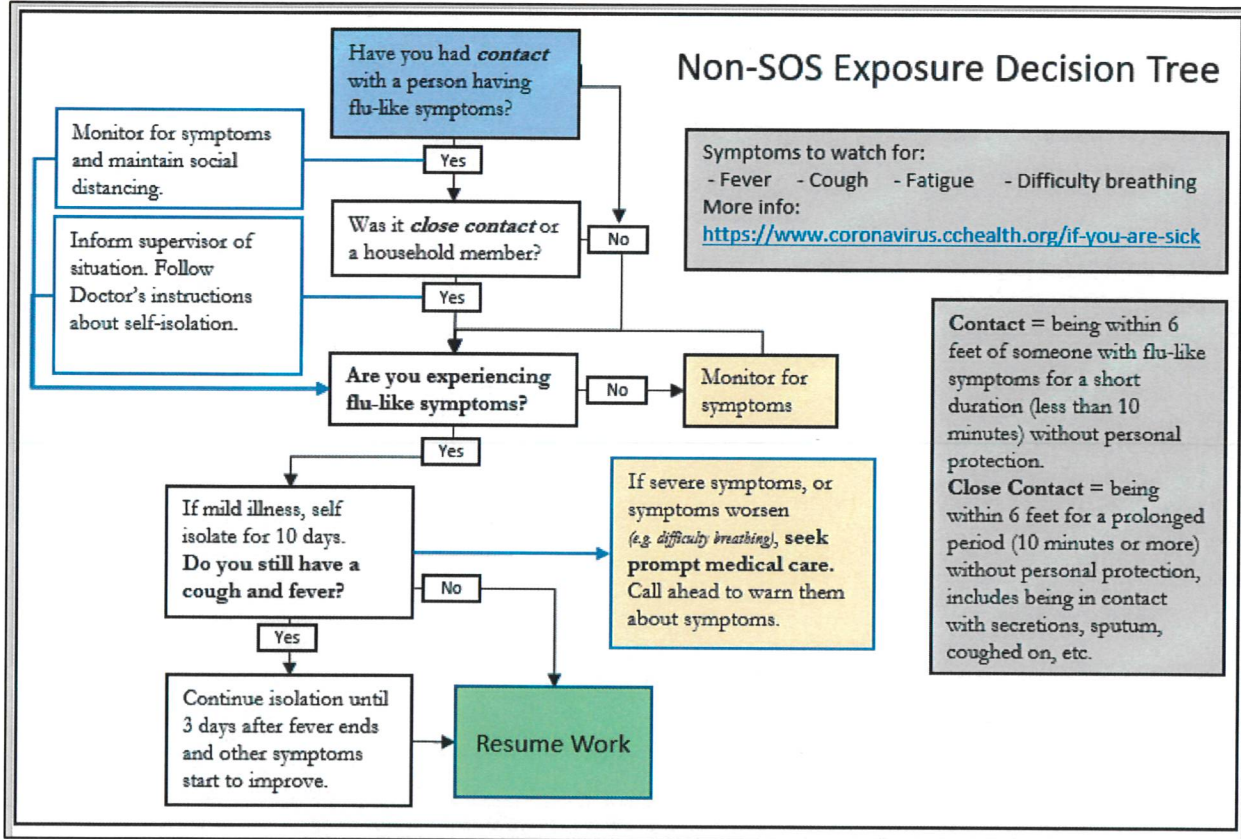 Non-SOS Exposure Decision Tree
Have you had contact
with a person having
flu-like symptoms?
Yes
No
Monitor for symptoms
and maintain social
distancing.
Was it close contact or
a household member?
Yes
Inform supervisor of
situation. Follow
Doctor's instructions
about self-isolation.
Are you experiencing
flu-like symptoms?
No
Monitor for
symptoms
Yes
If mild illness, self
isolate for 10 days.
Do you still have a
cough and fever?
No
Yes
If severe symptoms, or
symptoms worsen
(e.g. difficulty breathing), seek
prompt medical care.
Call ahead to warn them
about symptoms.
Continue isolation until
3 days after fever ends
and other symptoms
start to improve.
Resume Work
Symptoms to watch for:
- Fever - Cough - Fatigue - Difficulty breathing
More info:
https://www.coronavirus.cchealth.org/if-you-are-sick
Contact = being within 6
feet of someone with flu-like
symptoms for a short
duration (less than 10
minutes) without personal
protection.
Close Contact = being
within 6 feet for a prolonged
period (10 minutes or more)
without personal protection,
includes being in contact
with secretions, sputum,
coughed on, etc.